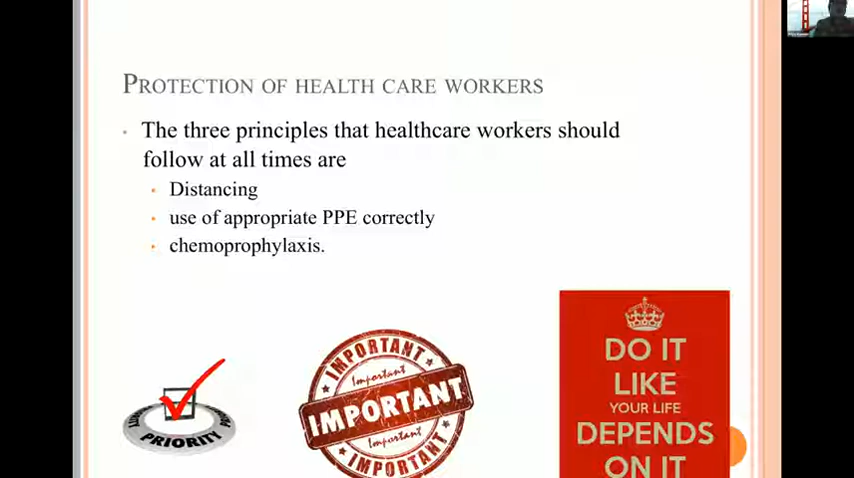 PROTECTION OF HEALTH CARE WORKERS
The three principles that healthcare workers should
follow at all times are
Distancing
use of appropriate PPE correctly
chemoprophylaxis.
PRIORITY
IMPORTANT
Important
IMPORTANT
Important
IMPORTANT
DO IT
LIKE
YOUR LIFE
DEPENDS
ON IT